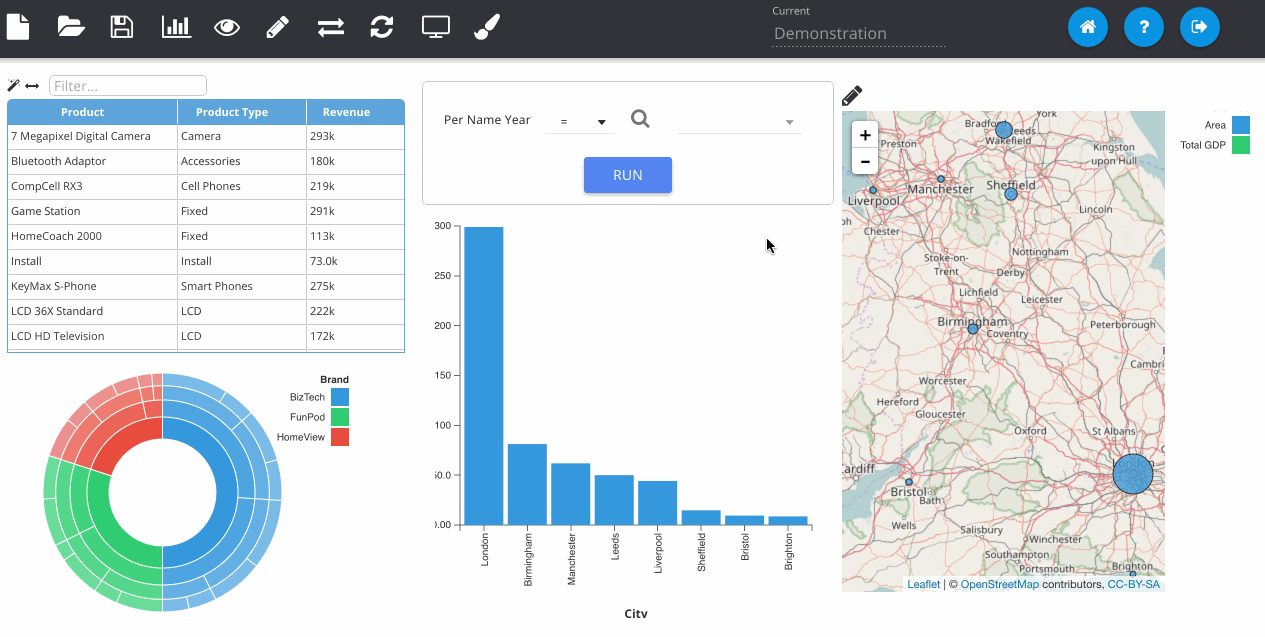 Current
Demonstration
Filter...
Product Product Type Revenue
7 Megapixel Digital Camera Camera 293k
Bluetooth Adaptor Accessories 180k
CompCell RX3 Cell Phones 219k
Game Station Fixed 291k
HomeCoach 2000 Fixed 113k
Install Install 73.0k
KeyMax S-Phone Smart Phones 275k
LCD 36X Standard LCD 222k
LCD HD Television LCD 172k
Brand
BizTech
FunPod
HomeView
Per Name Year =
RUN
300
250
200
150
100
50.0
0.00
London
Birmingham
Manchester
Leeds
Liverpool
Sheffield
Bristol
Brighton
City
+
−
York
Bradford Leeds
Wakefield
Preston
Kingston
upon Hull
Manchester
Sheffield
Liverpool
Lincoln
Chester
Nottingham
Stoke-on-
Trent
Derby
Lichfield
Leicester
Birmingham
Coventry
Peterborough
Cambri
Worcester
Hereford
Gloucester
Oxford
St Albans
London
ardiff
Bristol
Bath
Wells
Salisbury
Winchester
Southampton
Portsmouth
Brighton
Leaflet | © OpenStreetMap contributors, CC-BY-SA
Area
Total GDP